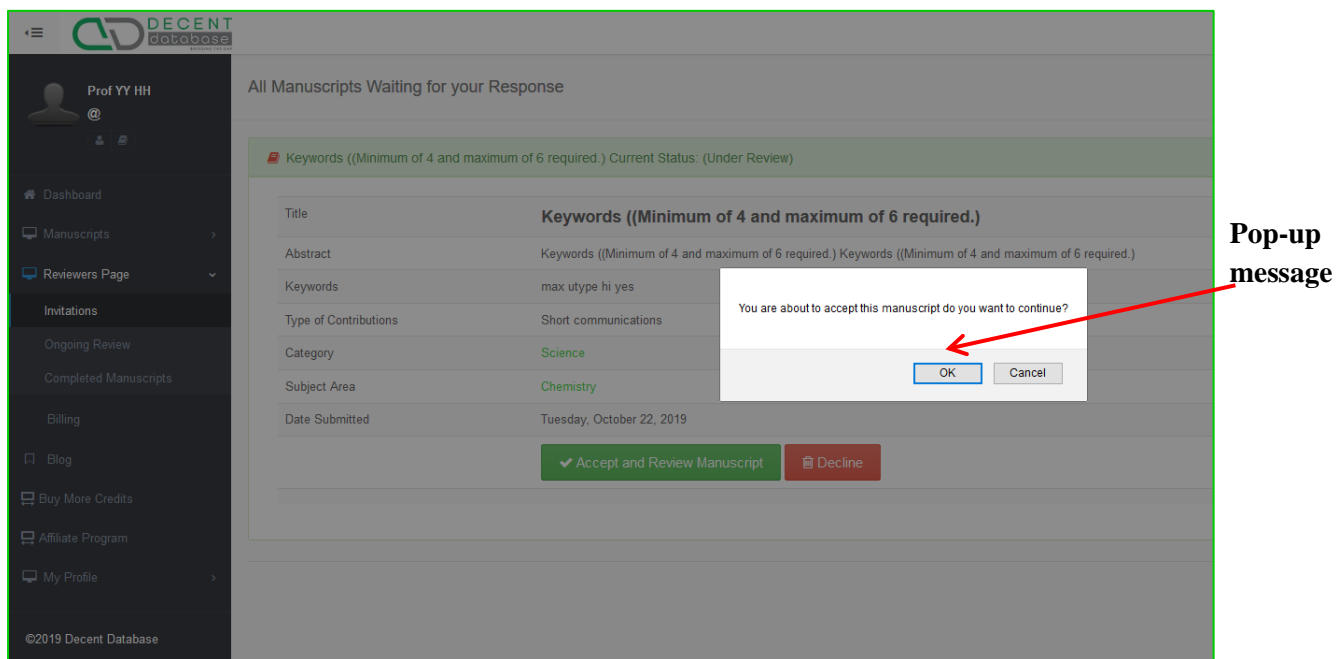 DECENT
database
Prof YY HH
@
Dashboard
Manuscripts
Reviewers Page
Invitations
Ongoing Review
Completed Manuscripts
Billing
Blog
Buy More Credits
Affiliate Program
My Profile
©2019 Decent Database
All Manuscripts Waiting for your Response
Keywords ((Minimum of 4 and maximum of 6 required.) Current Status: (Under Review)
Title Keywords ((Minimum of 4 and maximum of 6 required.)
Abstract Keywords ((Minimum of 4 and maximum of 6 required.) Keywords ((Minimum of 4 and maximum of 6 required.)
Keywords max utype hi yes
Type of Contributions Short communications
Category Science
Subject Area Chemistry
Date Submitted Tuesday, October 22, 2019
Accept and Review Manuscript Decline
You are about to accept this manuscript do you want to continue?
OK Cancel
Pop-up
message